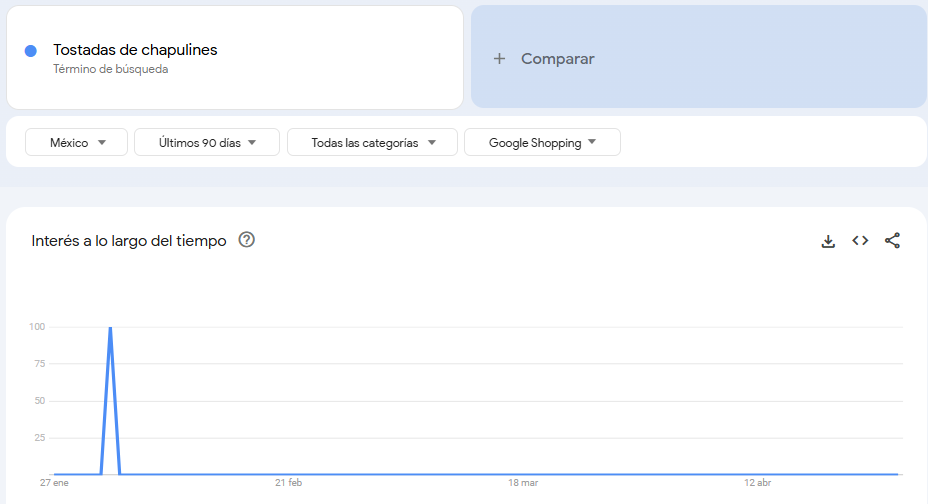 Tostadas de chapulines
Término de búsqueda
+ Comparar
México
Últimos 90 días
Todas las categorías
Google Shopping
Interés a lo largo del tiempo
100
75
50
25
27 ene
21 feb
18 mar
12 abr